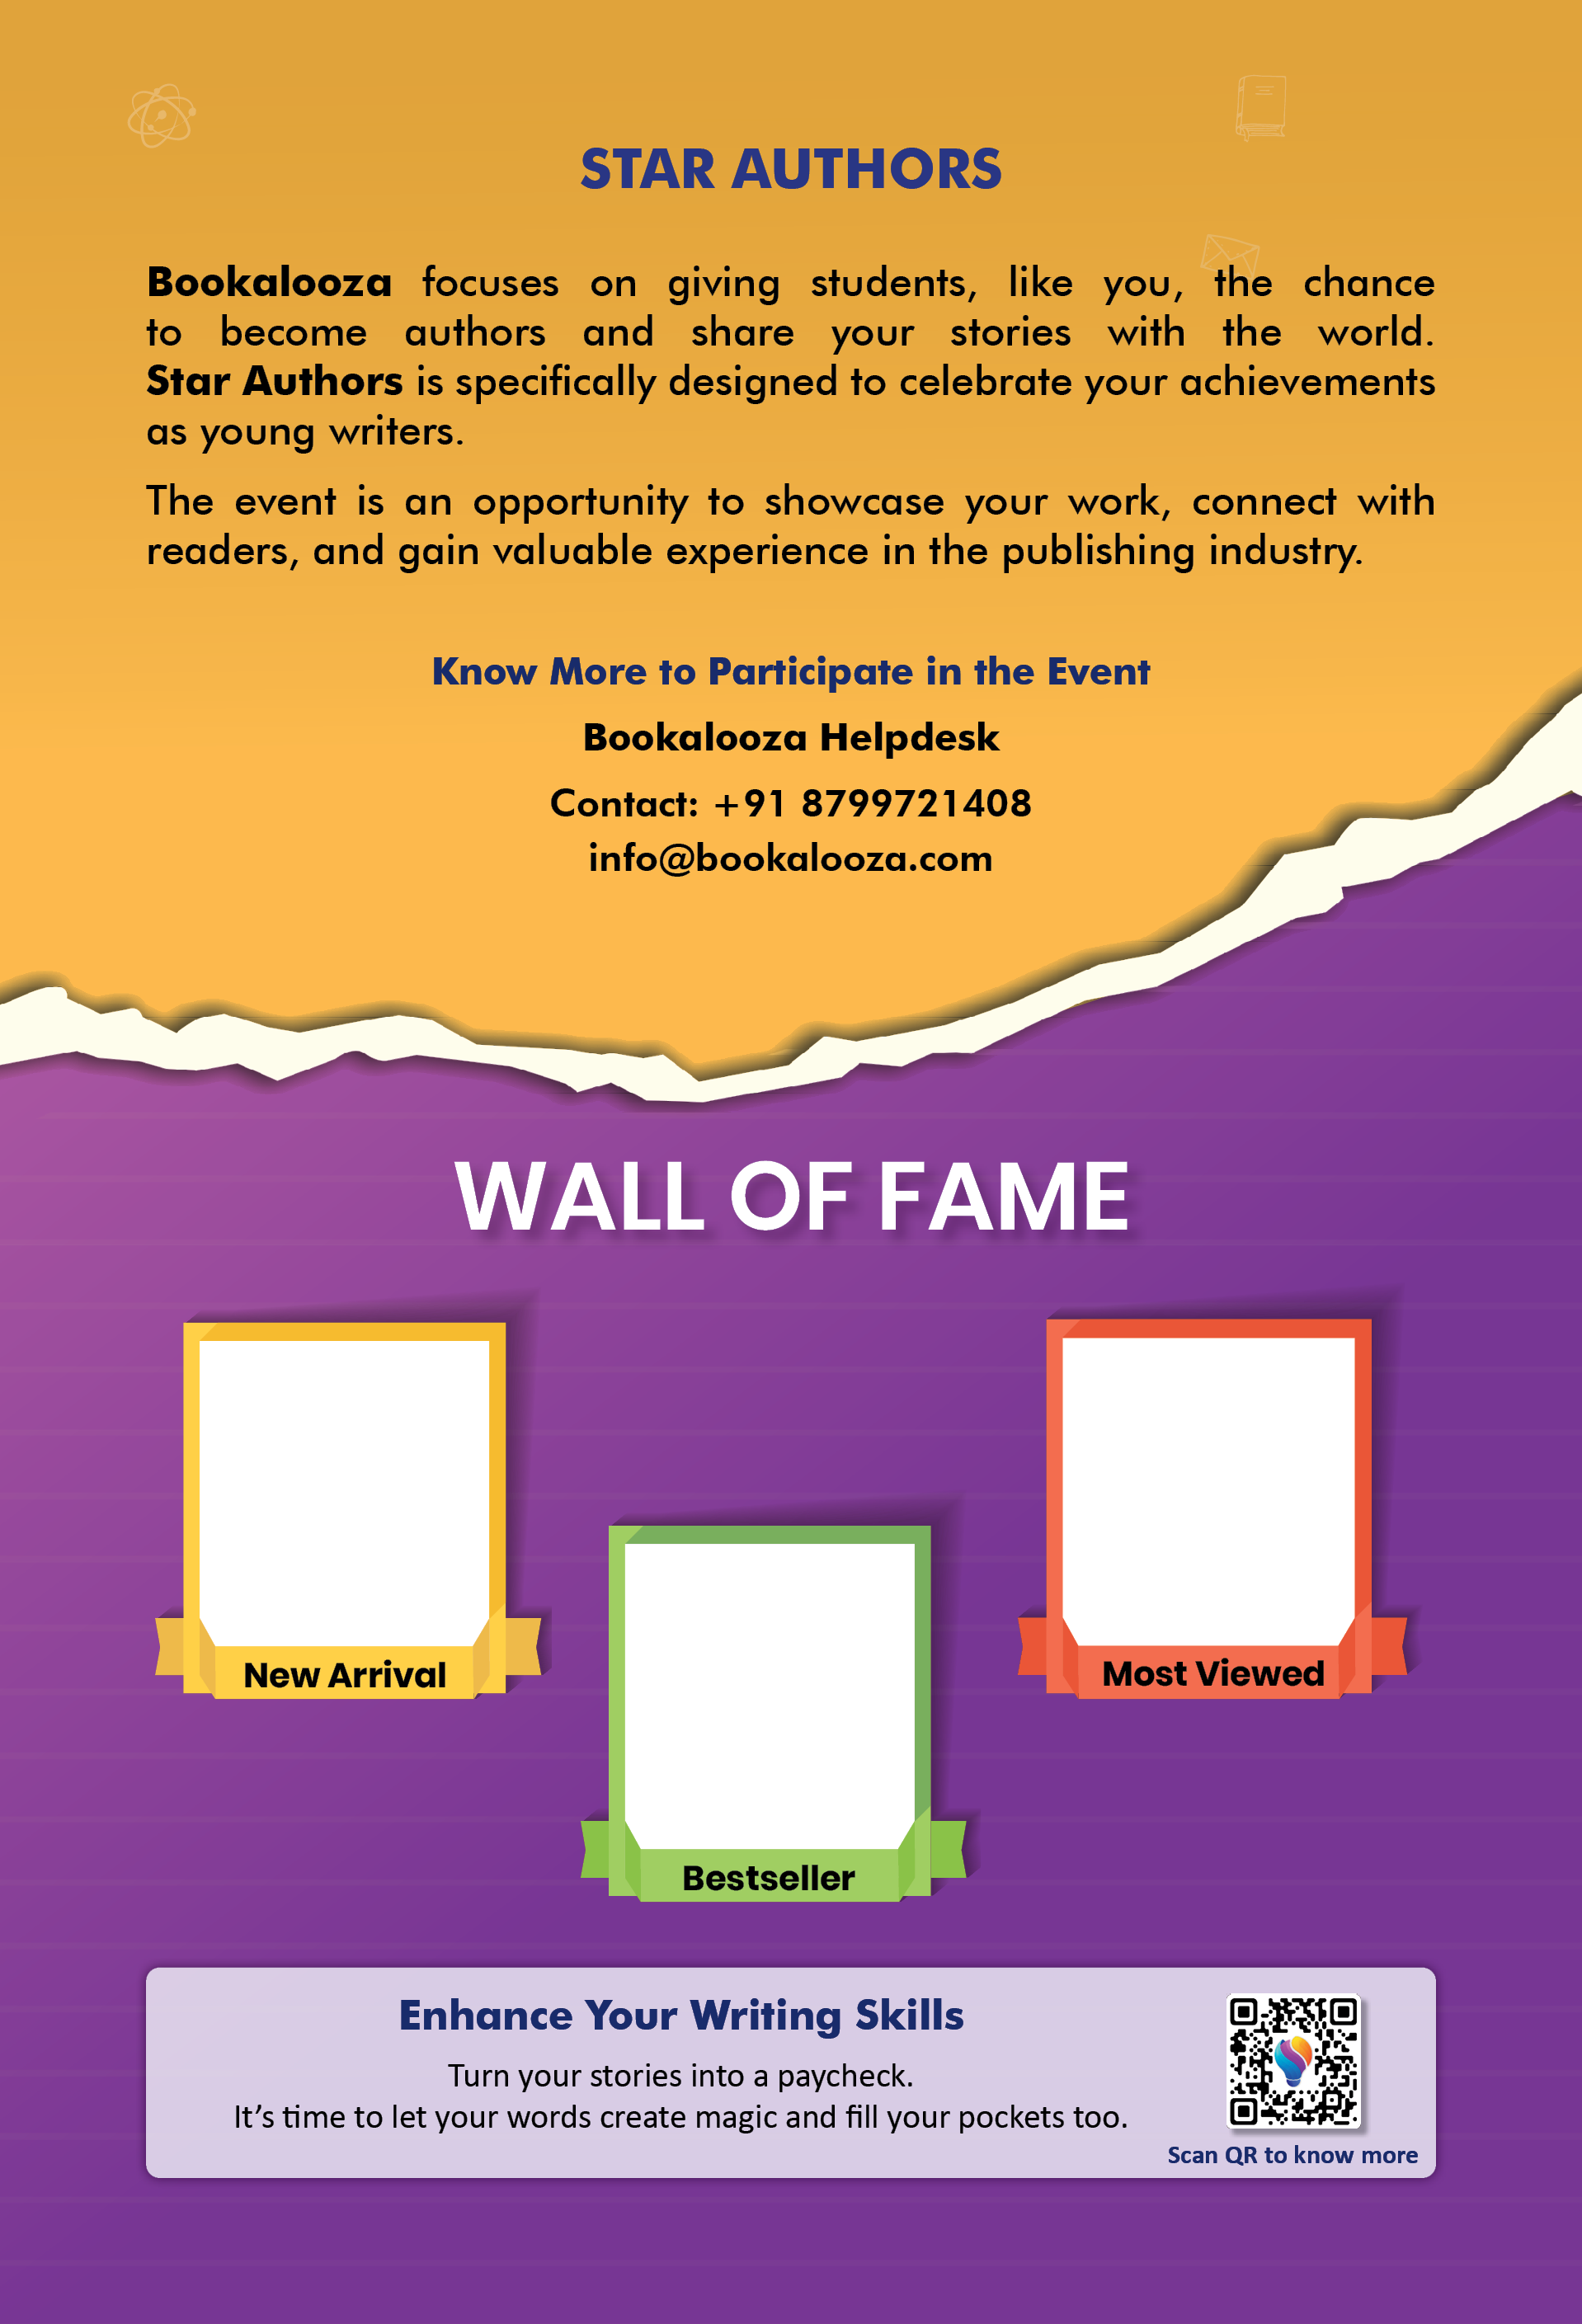 STAR AUTHORS
Bookalooza focuses on giving students, like you, the chance
to become authors and share your stories with the world.
Star Authors is specifically designed to celebrate your achievements
as young writers.
The event is an opportunity to showcase your work, connect with
readers, and gain valuable experience in the publishing industry.
Know More to Participate in the Event
Bookalooza Helpdesk
Contact: +91 8799721408
info@bookalooza.com
WALL OF FAME
New Arrival
Most Viewed
Bestseller
Enhance Your Writing Skills
Turn your stories into a paycheck.
It's time to let your words create magic and fill your pockets too.
Scan QR to know more